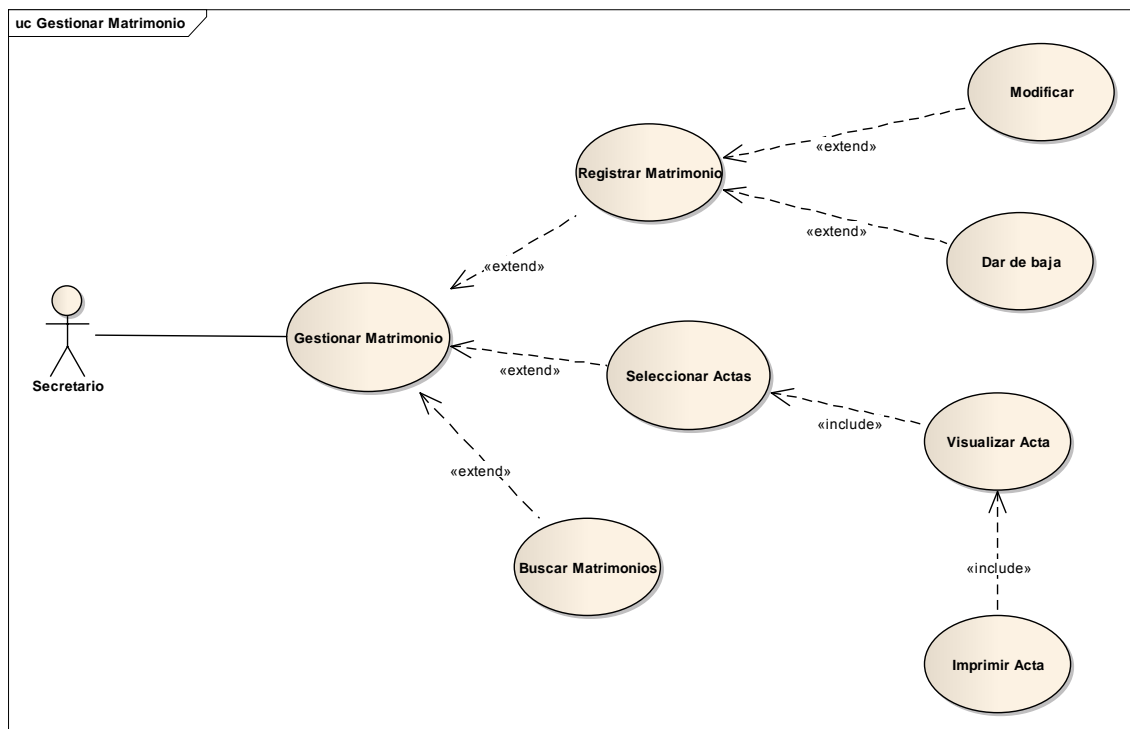 uc Gestionar Matrimonio
Modificar
«extend»
Registrar Matrimonio
«extend»
Dar de baja
«extend»
Gestionar Matrimonio
Secretario
«extend»
Seleccionar Actas
«include»
Visualizar Acta
«extend»
Buscar Matrimonios
«include»
Imprimir Acta